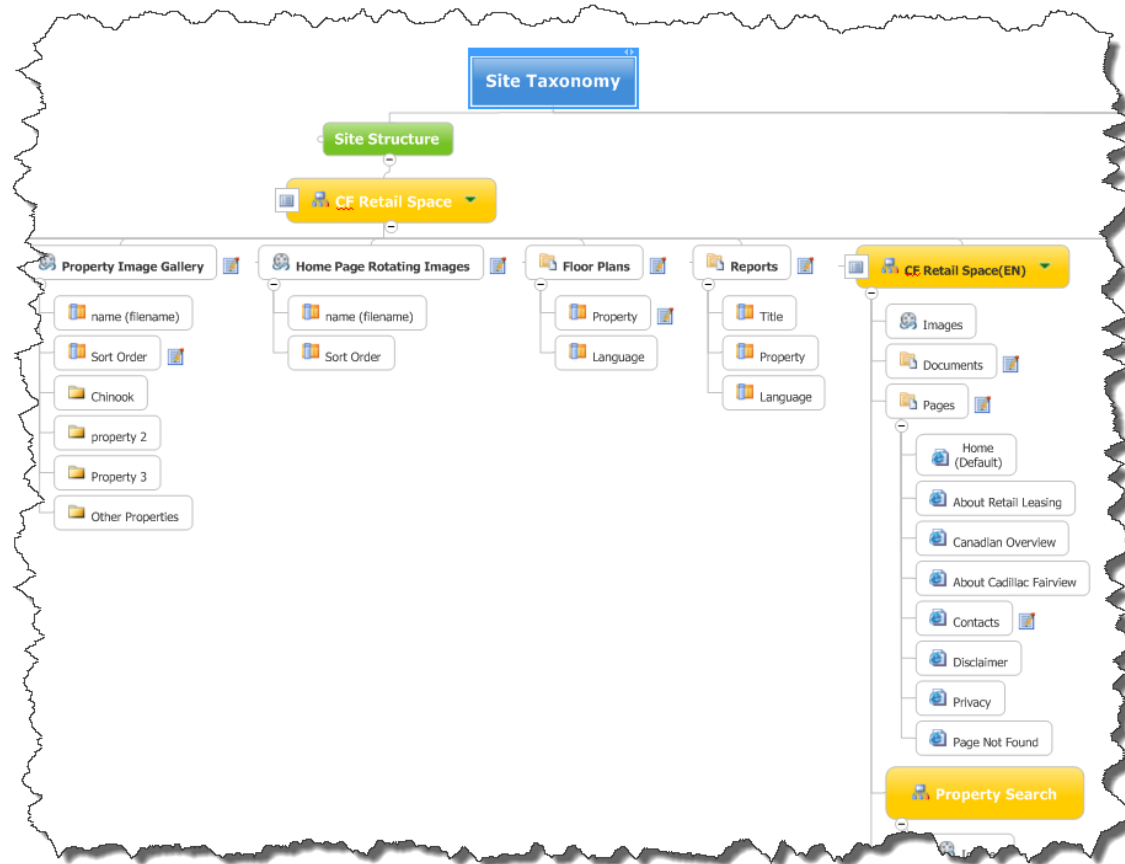 Site Taxonomy
Site Structure
CF Retail Space
Property Image Gallery
name (filename)
Sort Order
Chinook
property 2
Property 3
Other Properties
Home Page Rotating Images
name (filename)
Sort Order
Floor Plans
Property
Language
Reports
Title
Property
Language
CF Retail Space(EN)
Images
Documents
Pages
Home
(Default)
About Retail Leasing
Canadian Overview
About Cadillac Fairview
Contacts
Disclaimer
Privacy
Page Not Found
Property Search